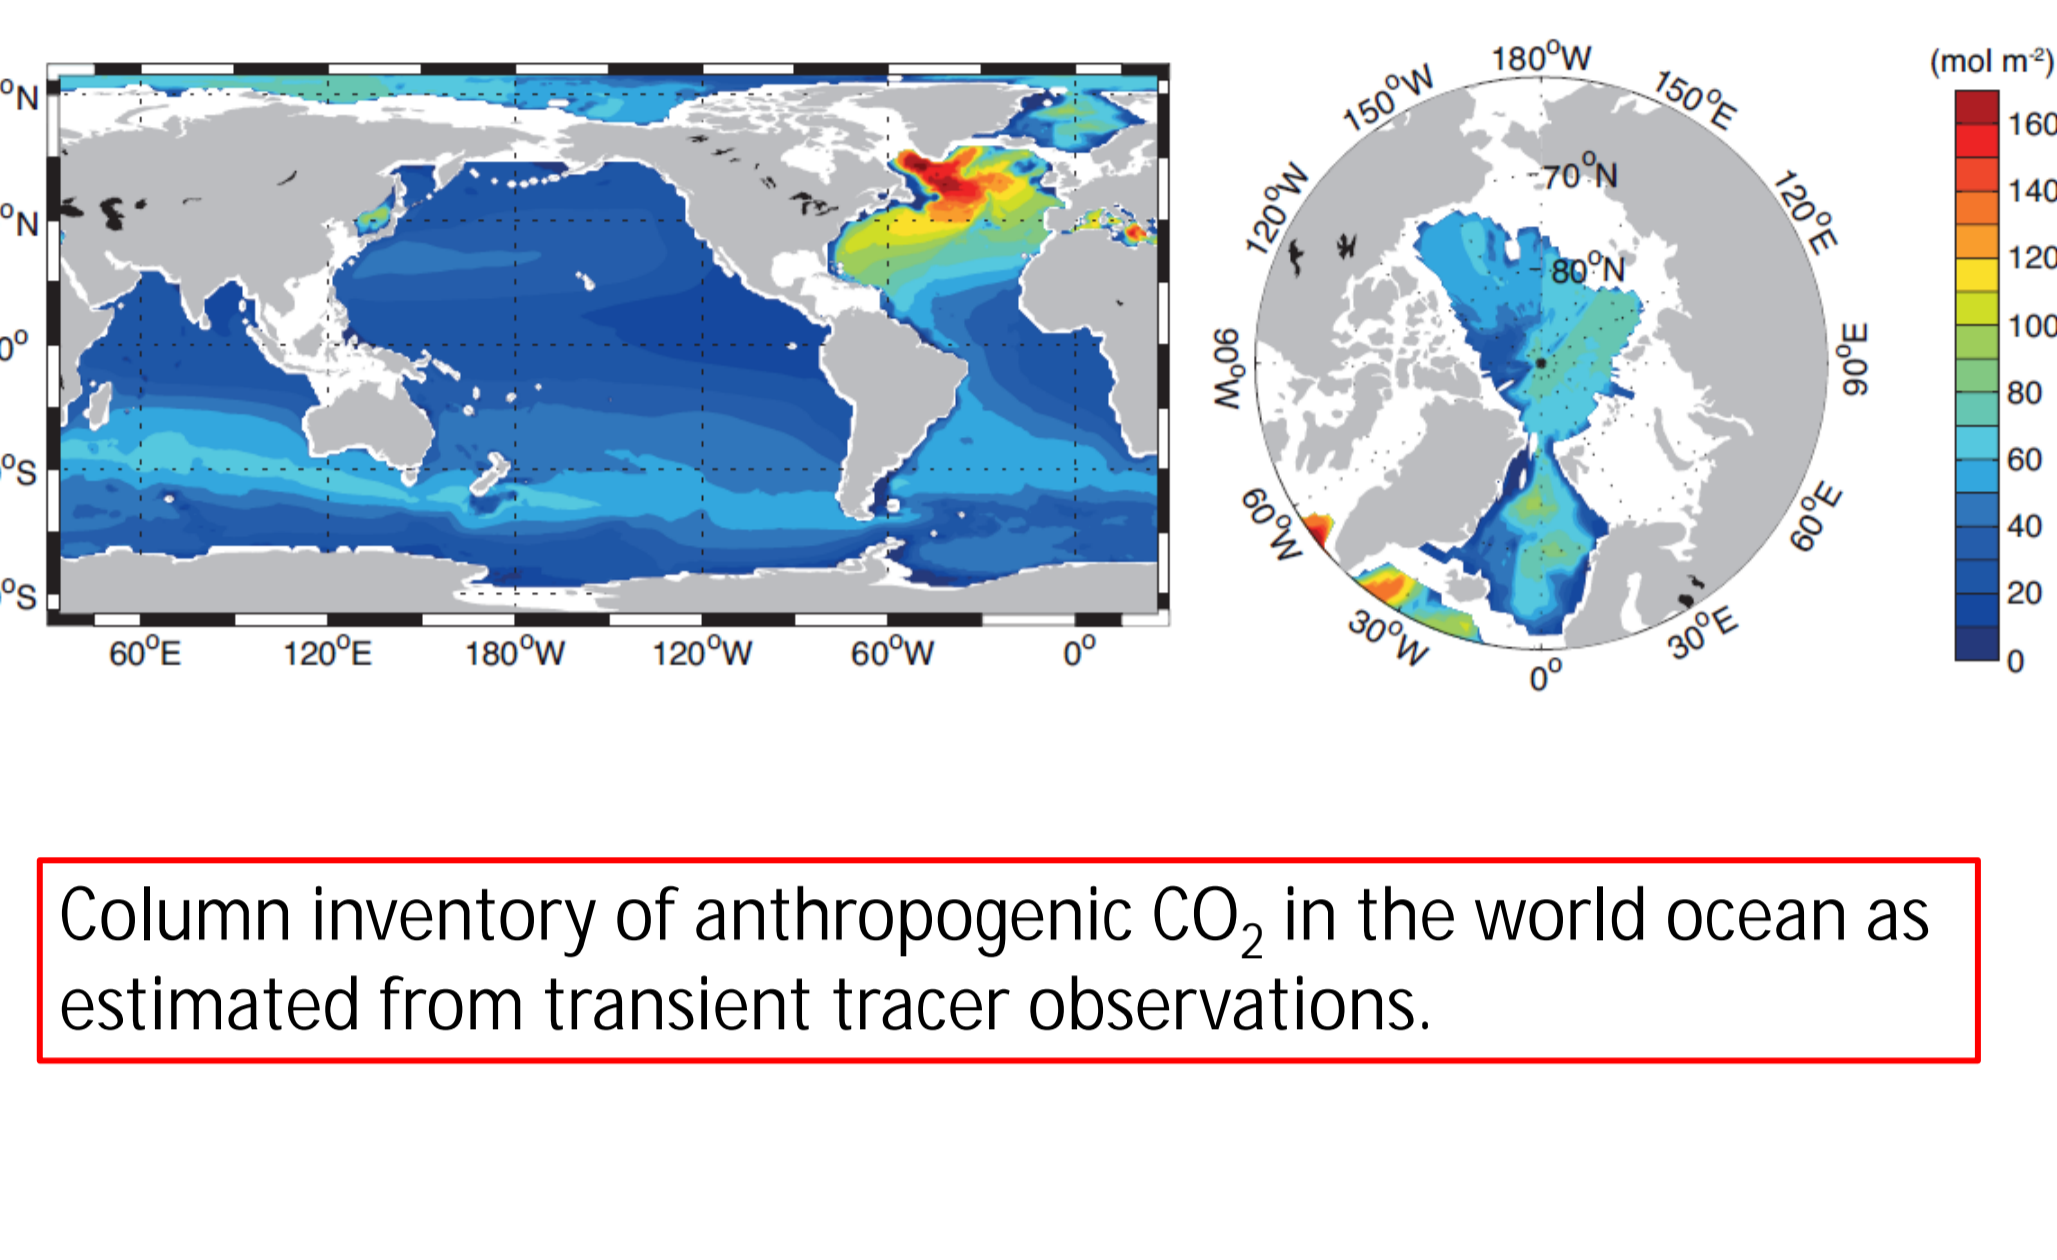 180°W
(mol m⁻²)
150°W
150°E
°N
160
70°N
140
120°W
120°E
°N
120
80°N
100
0°
90°W
90°E
80
°S
60
60°W
60°E
40
°S
20
30°W
30°E
60°E 120°E 180°W 120°W 60°W 0°
0°
0
Column inventory of anthropogenic CO₂ in the world ocean as
estimated from transient tracer observations.